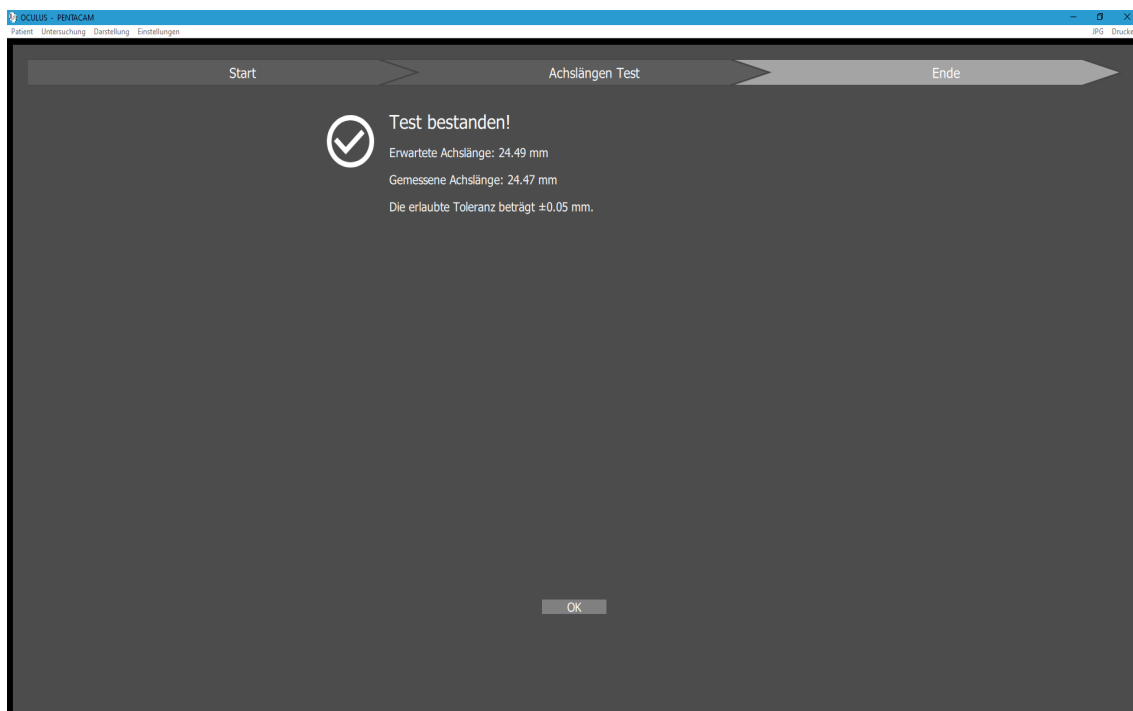 OCULUS - PENTACAM
Patient Untersuchung Darstellung Einstellungen JPG Drucke
Start Achslängen Test Ende
Test bestanden!
Erwartete Achslänge: 24.49 mm
Gemessene Achslänge: 24.47 mm
Die erlaubte Toleranz beträgt ±0.05 mm.
OK